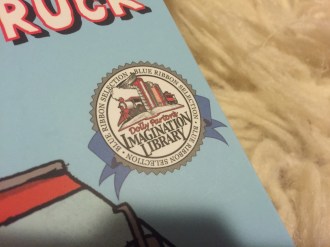 RUCK
BLUE RIBBON SELECTION • BLUE RIBBON SELECTION • BLUE RIBBON SELECTION •
Dolly Parton's
IMAGINATION
LIBRARY